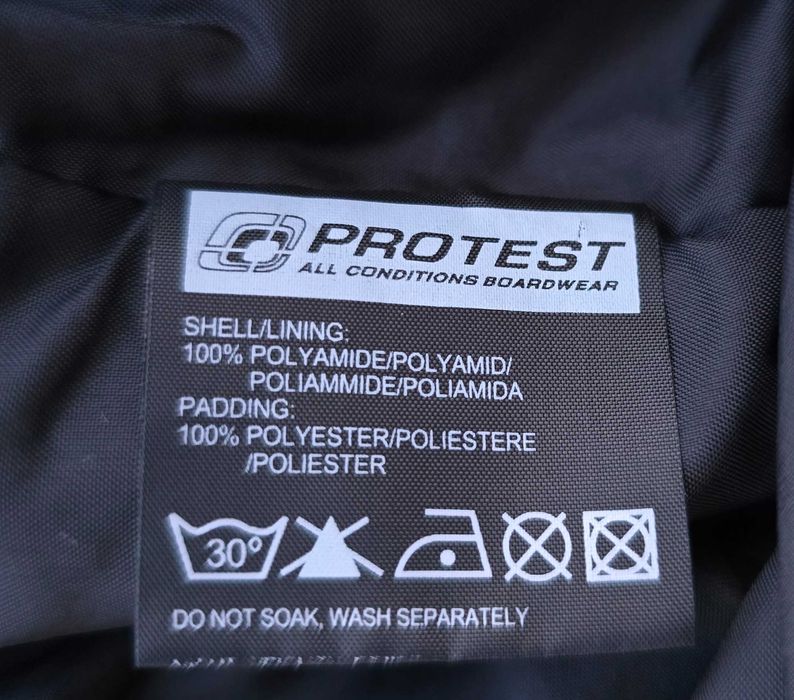 PROTEST
ALL CONDITIONS BOARDWEAR
SHELL/LINING:
100% POLYAMIDE/POLYAMID/
POLIAMMIDE/POLIAMIDA
PADDING:
100% POLYESTER/POLIESTERE
/POLIESTER
30°
DO NOT SOAK, WASH SEPARATELY